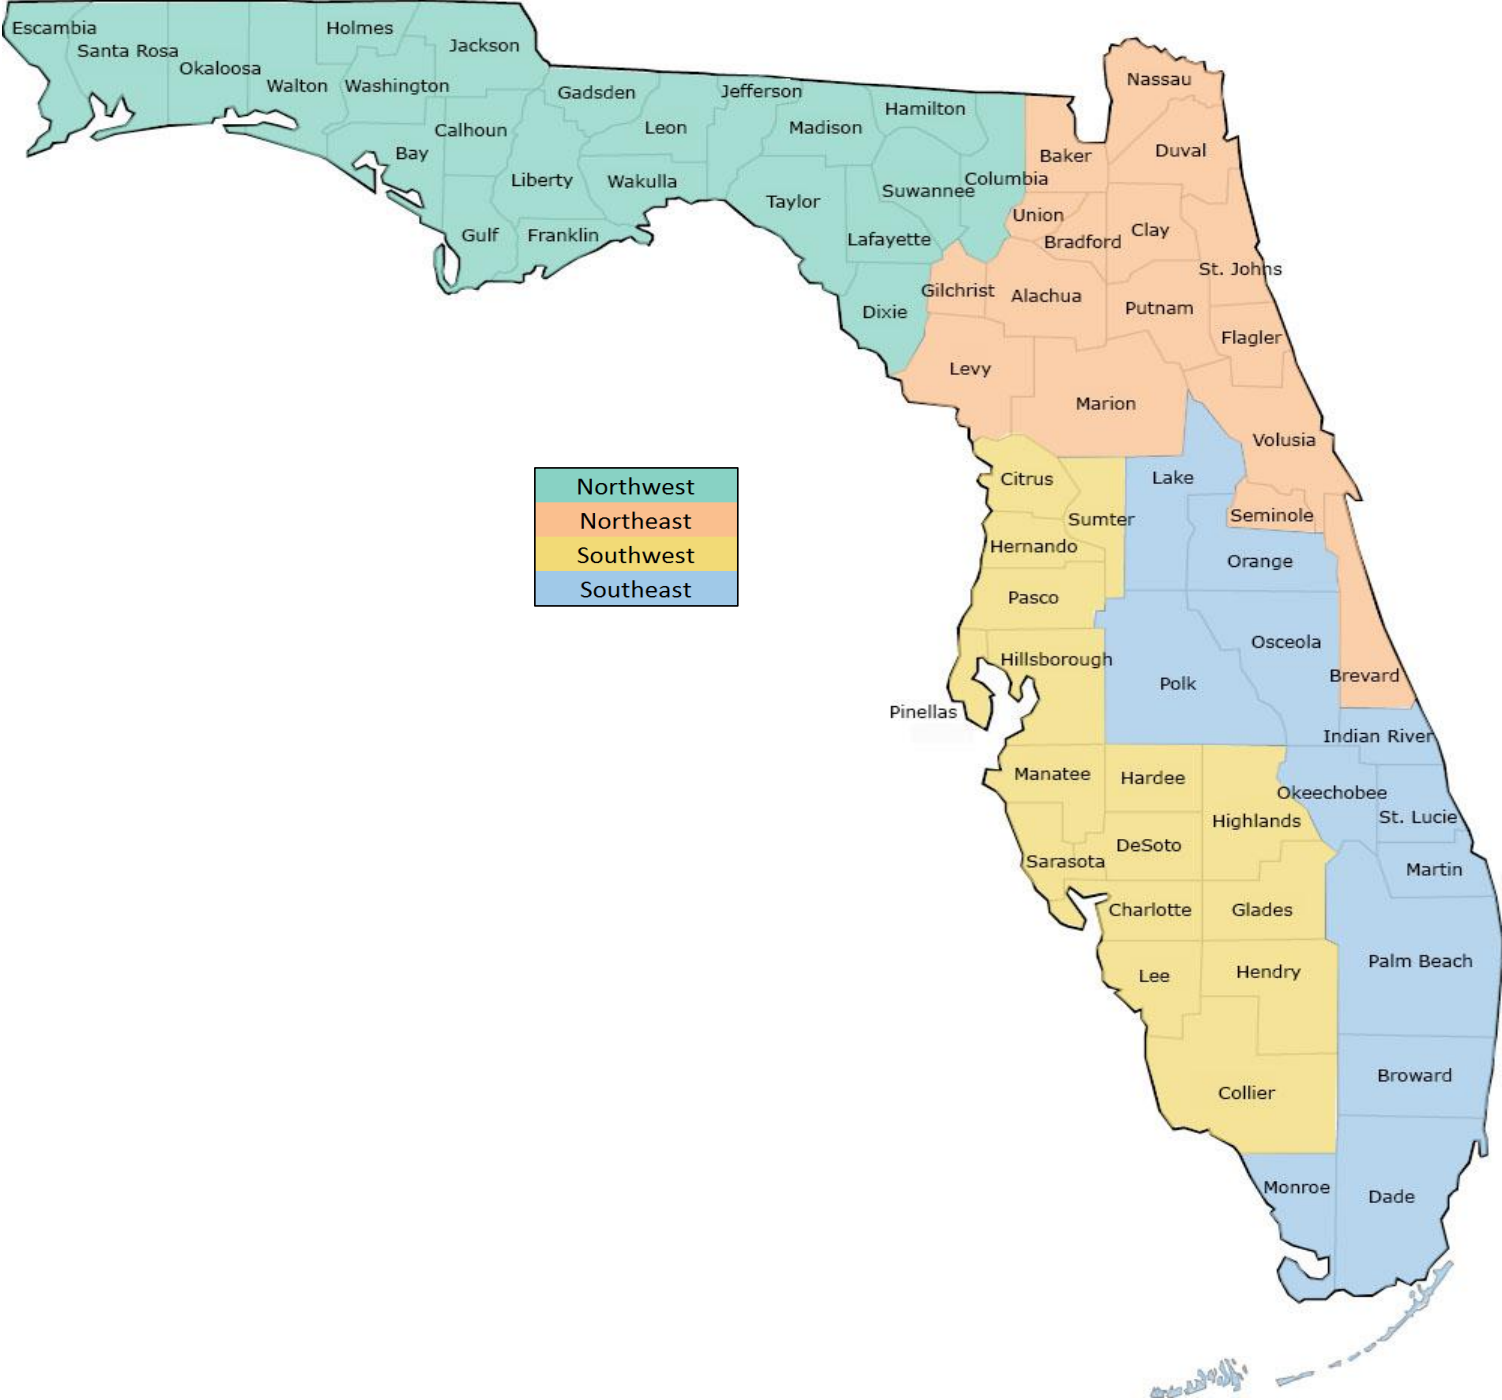 Escambia
Santa Rosa
Okaloosa
Walton
Holmes
Washington
Jackson
Bay
Calhoun
Gulf
Liberty
Franklin
Gadsden
Leon
Wakulla
Jefferson
Madison
Taylor
Hamilton
Suwannee
Lafayette
Dixie
Columbia
Nassau
Baker
Duval
Union
Bradford
Clay
St. Johns
Gilchrist
Alachua
Putnam
Flagler
Levy
Marion
Volusia
Northwest
Northeast
Southwest
Southeast
Citrus
Lake
Sumter
Seminole
Hernando
Orange
Pasco
Osceola
Hillsborough
Polk
Brevard
Pinellas
Indian River
Manatee
Hardee
Okeechobee
Highlands
St. Lucie
Sarasota
DeSoto
Martin
Charlotte
Glades
Palm Beach
Lee
Hendry
Broward
Collier
Monroe
Dade